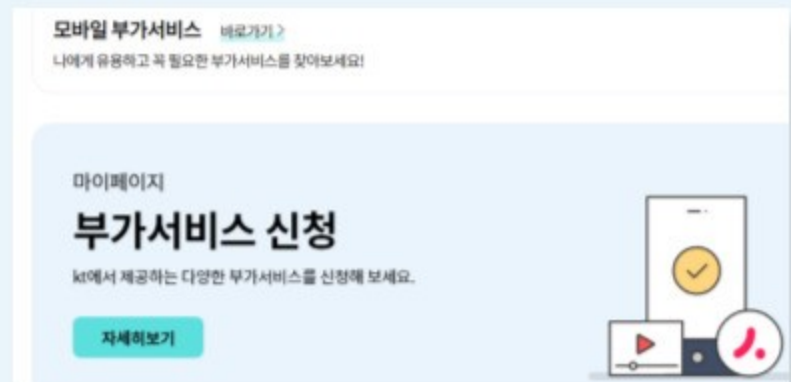 모바일 부가서비스 바로가기 >
나에게 유용하고 꼭 필요한 부가서비스를 찾아보세요!
마이페이지
부가서비스 신청
kt에서 제공하는 다양한 부가서비스를 신청해 보세요.
자세히보기